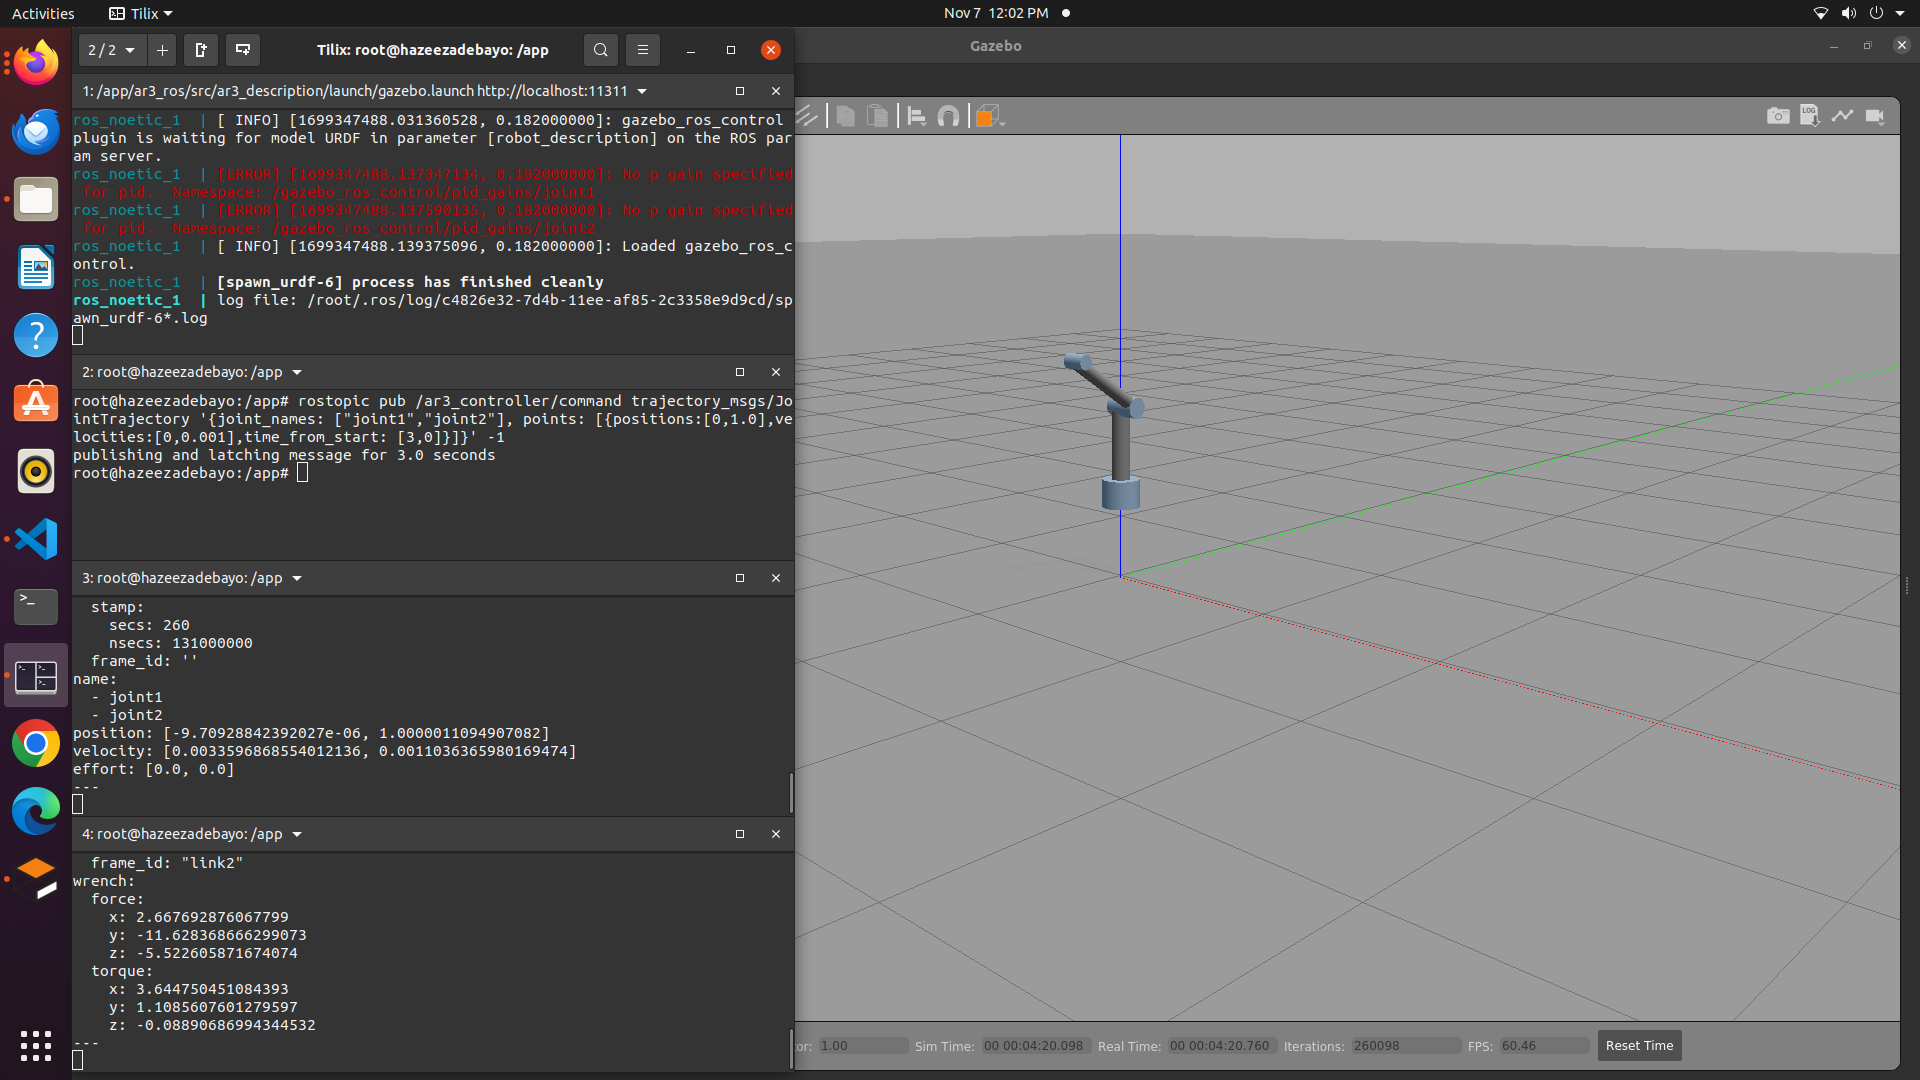 Activities
Tilix
Nov 7 12:02 PM
2 / 2
Tilix: root@hazeezadebayo: /app
Gazebo
1: /app/ar3_ros/src/ar3_description/launch/gazebo.launch http://localhost:11311
ros_noetic_1 | [ INFO] [1699347488.031360528, 0.182000000]: gazebo_ros_control
plugin is waiting for model URDF in parameter [robot_description] on the ROS par
am server.
ros_noetic_1 | [ERROR] [1699347488.137347134, 0.182000000]: No p gain specified
for pid. Namespace: /gazebo_ros_control/pid_gains/joint1
ros_noetic_1 | [ERROR] [1699347488.137590135, 0.182000000]: No p gain specified
for pid. Namespace: /gazebo_ros_control/pid_gains/joint2
ros_noetic_1 | [ INFO] [1699347488.139375096, 0.182000000]: Loaded gazebo_ros_c
ontrol.
ros_noetic_1 | [spawn_urdf-6] process has finished cleanly
ros_noetic_1 | log file: /root/.ros/log/c4826e32-7d4b-11ee-af85-2c3358e9d9cd/sp
awn_urdf-6*.log
2: root@hazeezadebayo: /app
root@hazeezadebayo:/app# rostopic pub /ar3_controller/command trajectory_msgs/Jo
intTrajectory '{joint_names: ["joint1","joint2"], points: [{positions:[0,1.0],ve
locities:[0,0.001],time_from_start: [3,0]}]}' -1
publishing and latching message for 3.0 seconds
root@hazeezadebayo:/app#
3: root@hazeezadebayo: /app
stamp:
secs: 260
nsecs: 131000000
frame_id: ''
name:
- joint1
- joint2
position: [-9.70928842392027e-06, 1.0000011094907082]
velocity: [0.0033596868554012136, 0.0011036365980169474]
effort: [0.0, 0.0]
---
4: root@hazeezadebayo: /app
frame_id: "link2"
wrench:
force:
x: 2.667692876067799
y: -11.628368666299073
z: -5.522605871674074
torque:
x: 3.644750451084393
y: 1.1085607601279597
z: -0.08890686994344532
---
LOG
or: 1.00 Sim Time: 00 00:04:20.098 Real Time: 00 00:04:20.760 Iterations: 260098 FPS: 60.46 Reset Time